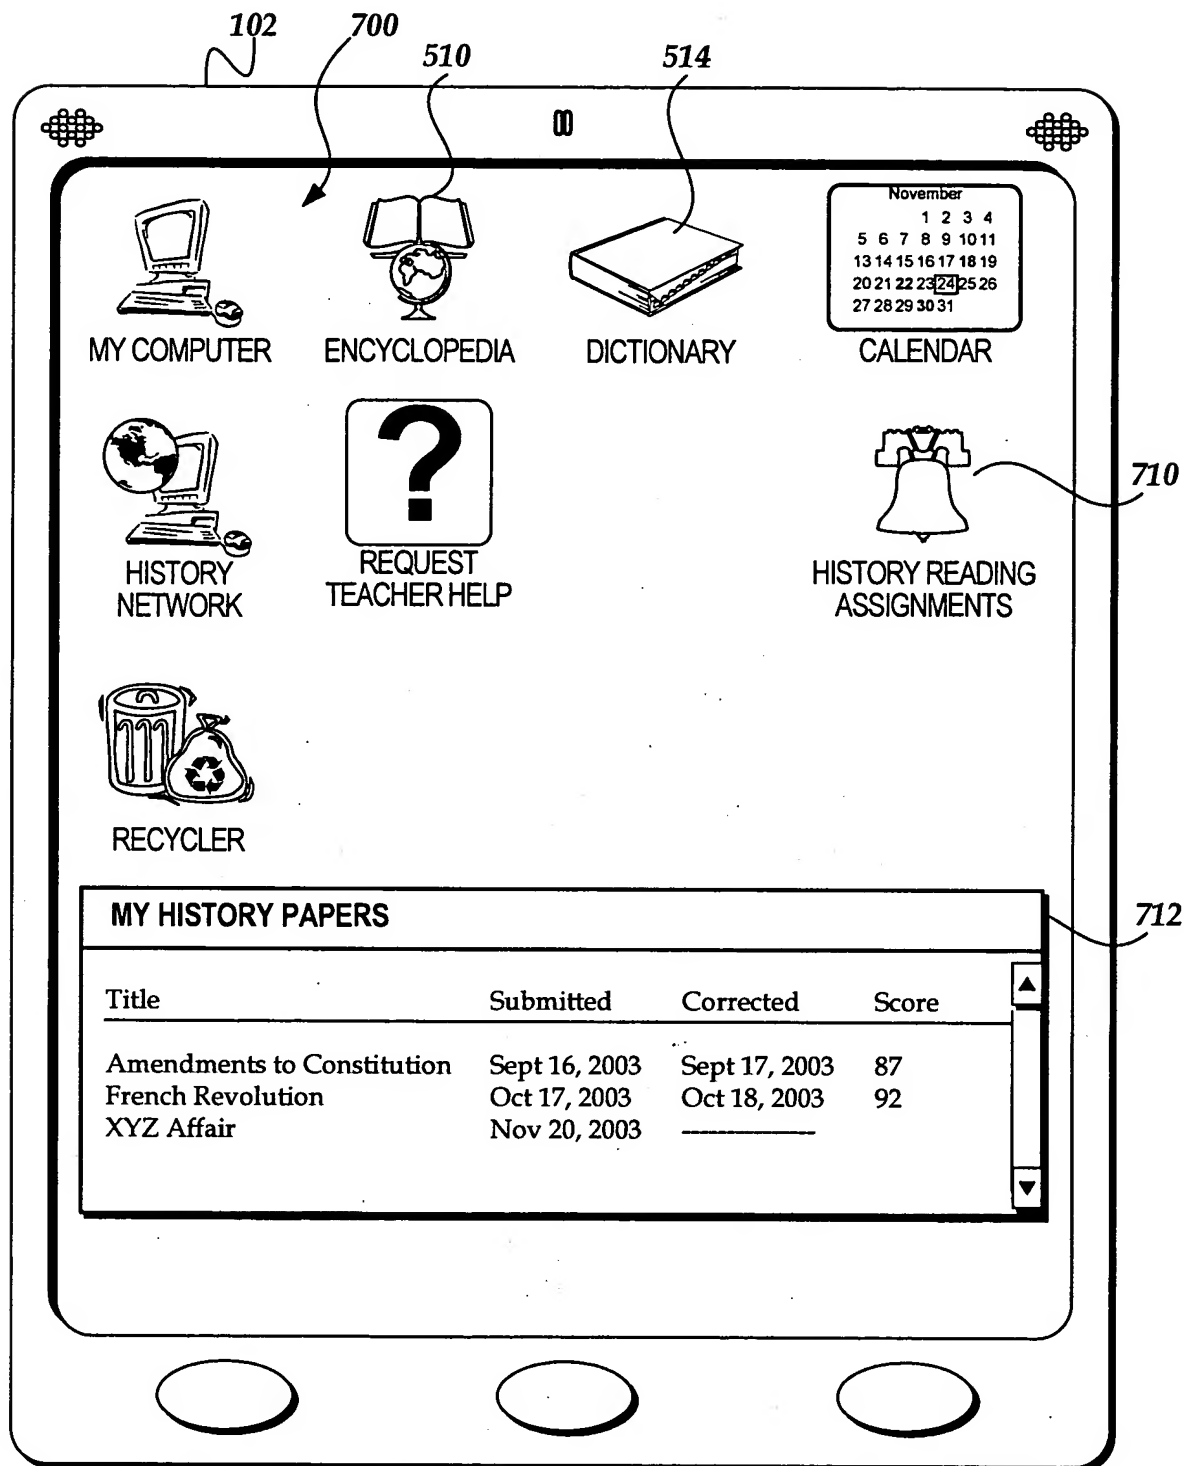 102
700
510
514
November
1 2 3 4
5 6 7 8 9 10 11
13 14 15 16 17 18 19
20 21 22 23 24 25 26
27 28 29 30 31
MY COMPUTER
ENCYCLOPEDIA
DICTIONARY
CALENDAR
?
710
HISTORY
NETWORK
REQUEST
TEACHER HELP
HISTORY READING
ASSIGNMENTS
RECYCLER
MY HISTORY PAPERS
712
Title Submitted Corrected Score
Amendments to Constitution Sept 16, 2003 Sept 17, 2003 87
French Revolution Oct 17, 2003 Oct 18, 2003 92
XYZ Affair Nov 20, 2003 --------------